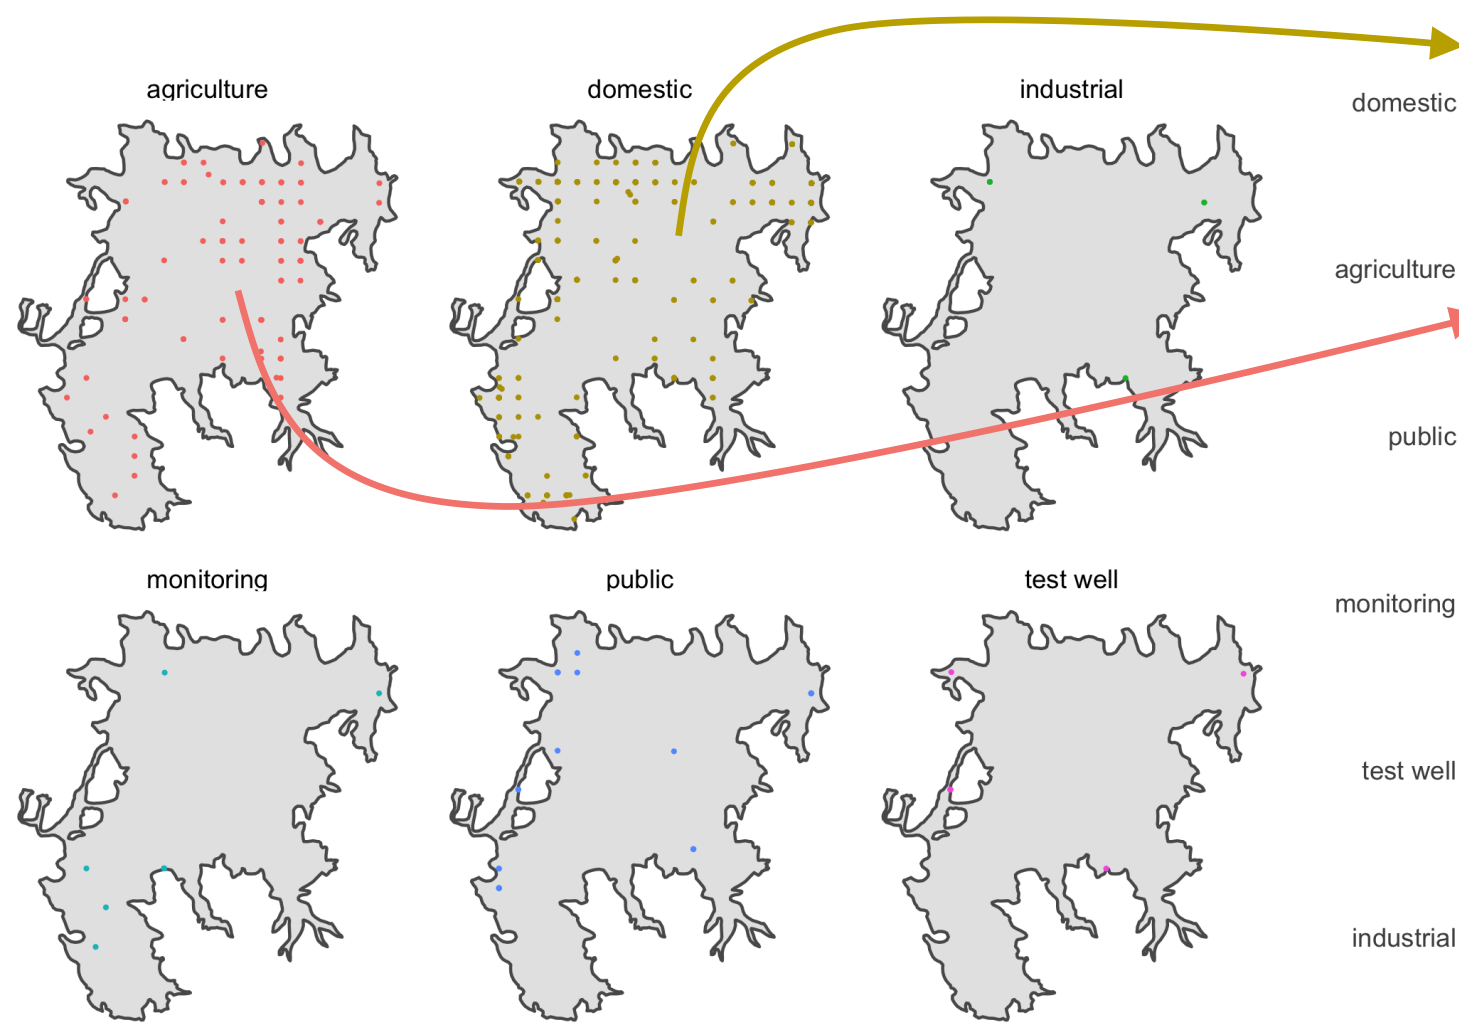 agriculture
domestic
industrial
domestic
agriculture
public
monitoring
public
test well
monitoring
test well
industrial